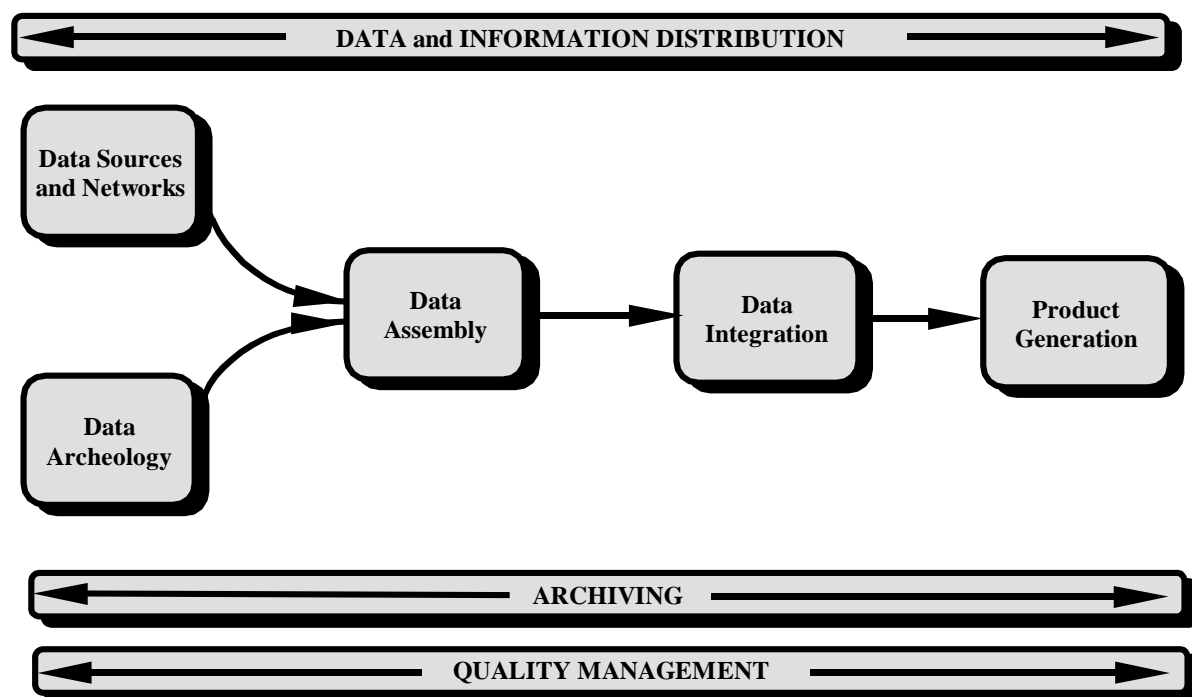 DATA and INFORMATION DISTRIBUTION
Data Sources
and Networks
Data
Assembly
Data
Integration
Product
Generation
Data
Archeology
ARCHIVING
QUALITY MANAGEMENT